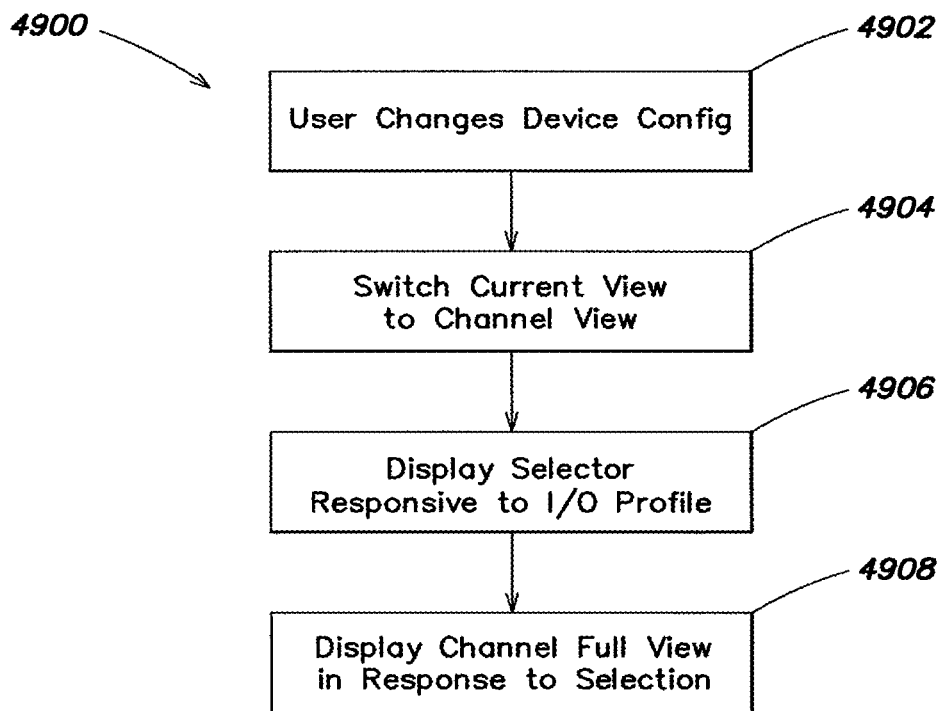 4900
4902
User Changes Device Config
4904
Switch Current View
to Channel View
4906
Display Selector
Responsive to I/O Profile
4908
Display Channel Full View
in Response to Selection